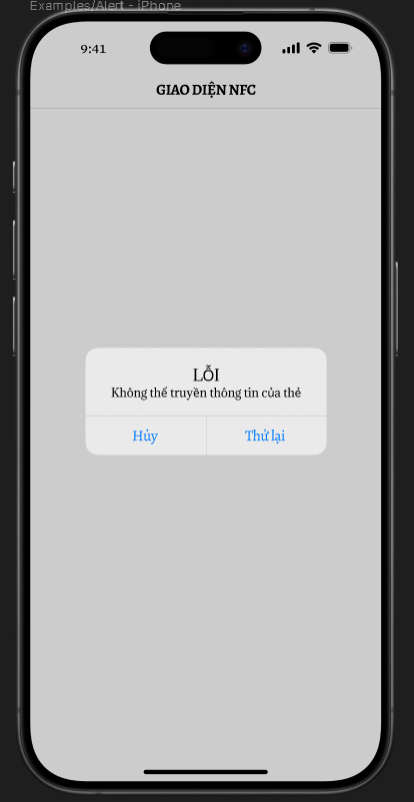 Examples/Alert - iPhone
9:41
GIAO DIỆN NFC
LỖI
Không thể truyền thông tin của thẻ
Hủy
Thử lại